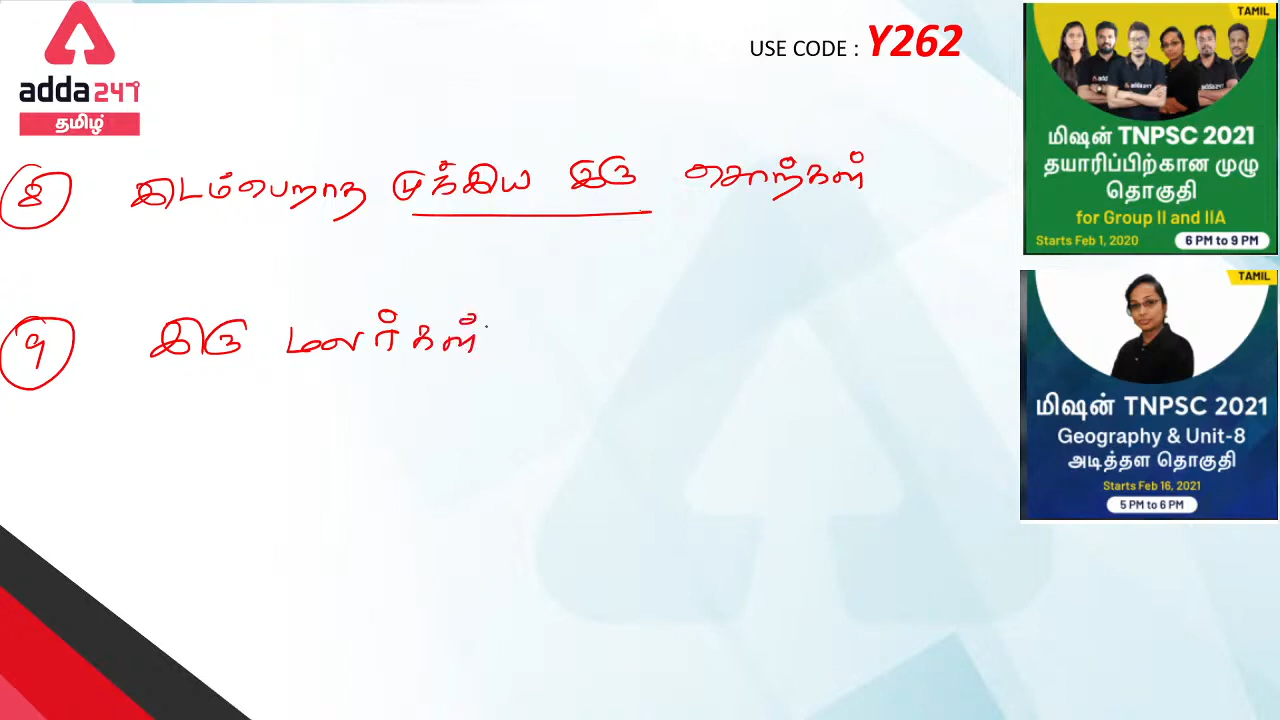 adda247
தமிழ்
USE CODE : Y262
8 இடம்பெறாத முக்கிய இரு சொற்கள்
9 இரு மலர்கள்
TAMIL
adda247
மிஷன் TNPSC 2021
தயாரிப்பிற்கான முழு
தொகுதி
for Group II and IIA
Starts Feb 1, 2020 6 PM to 9 PM
TAMIL
மிஷன் TNPSC 2021
Geography & Unit-8
அடித்தள தொகுதி
Starts Feb 16, 2021
5 PM to 6 PM